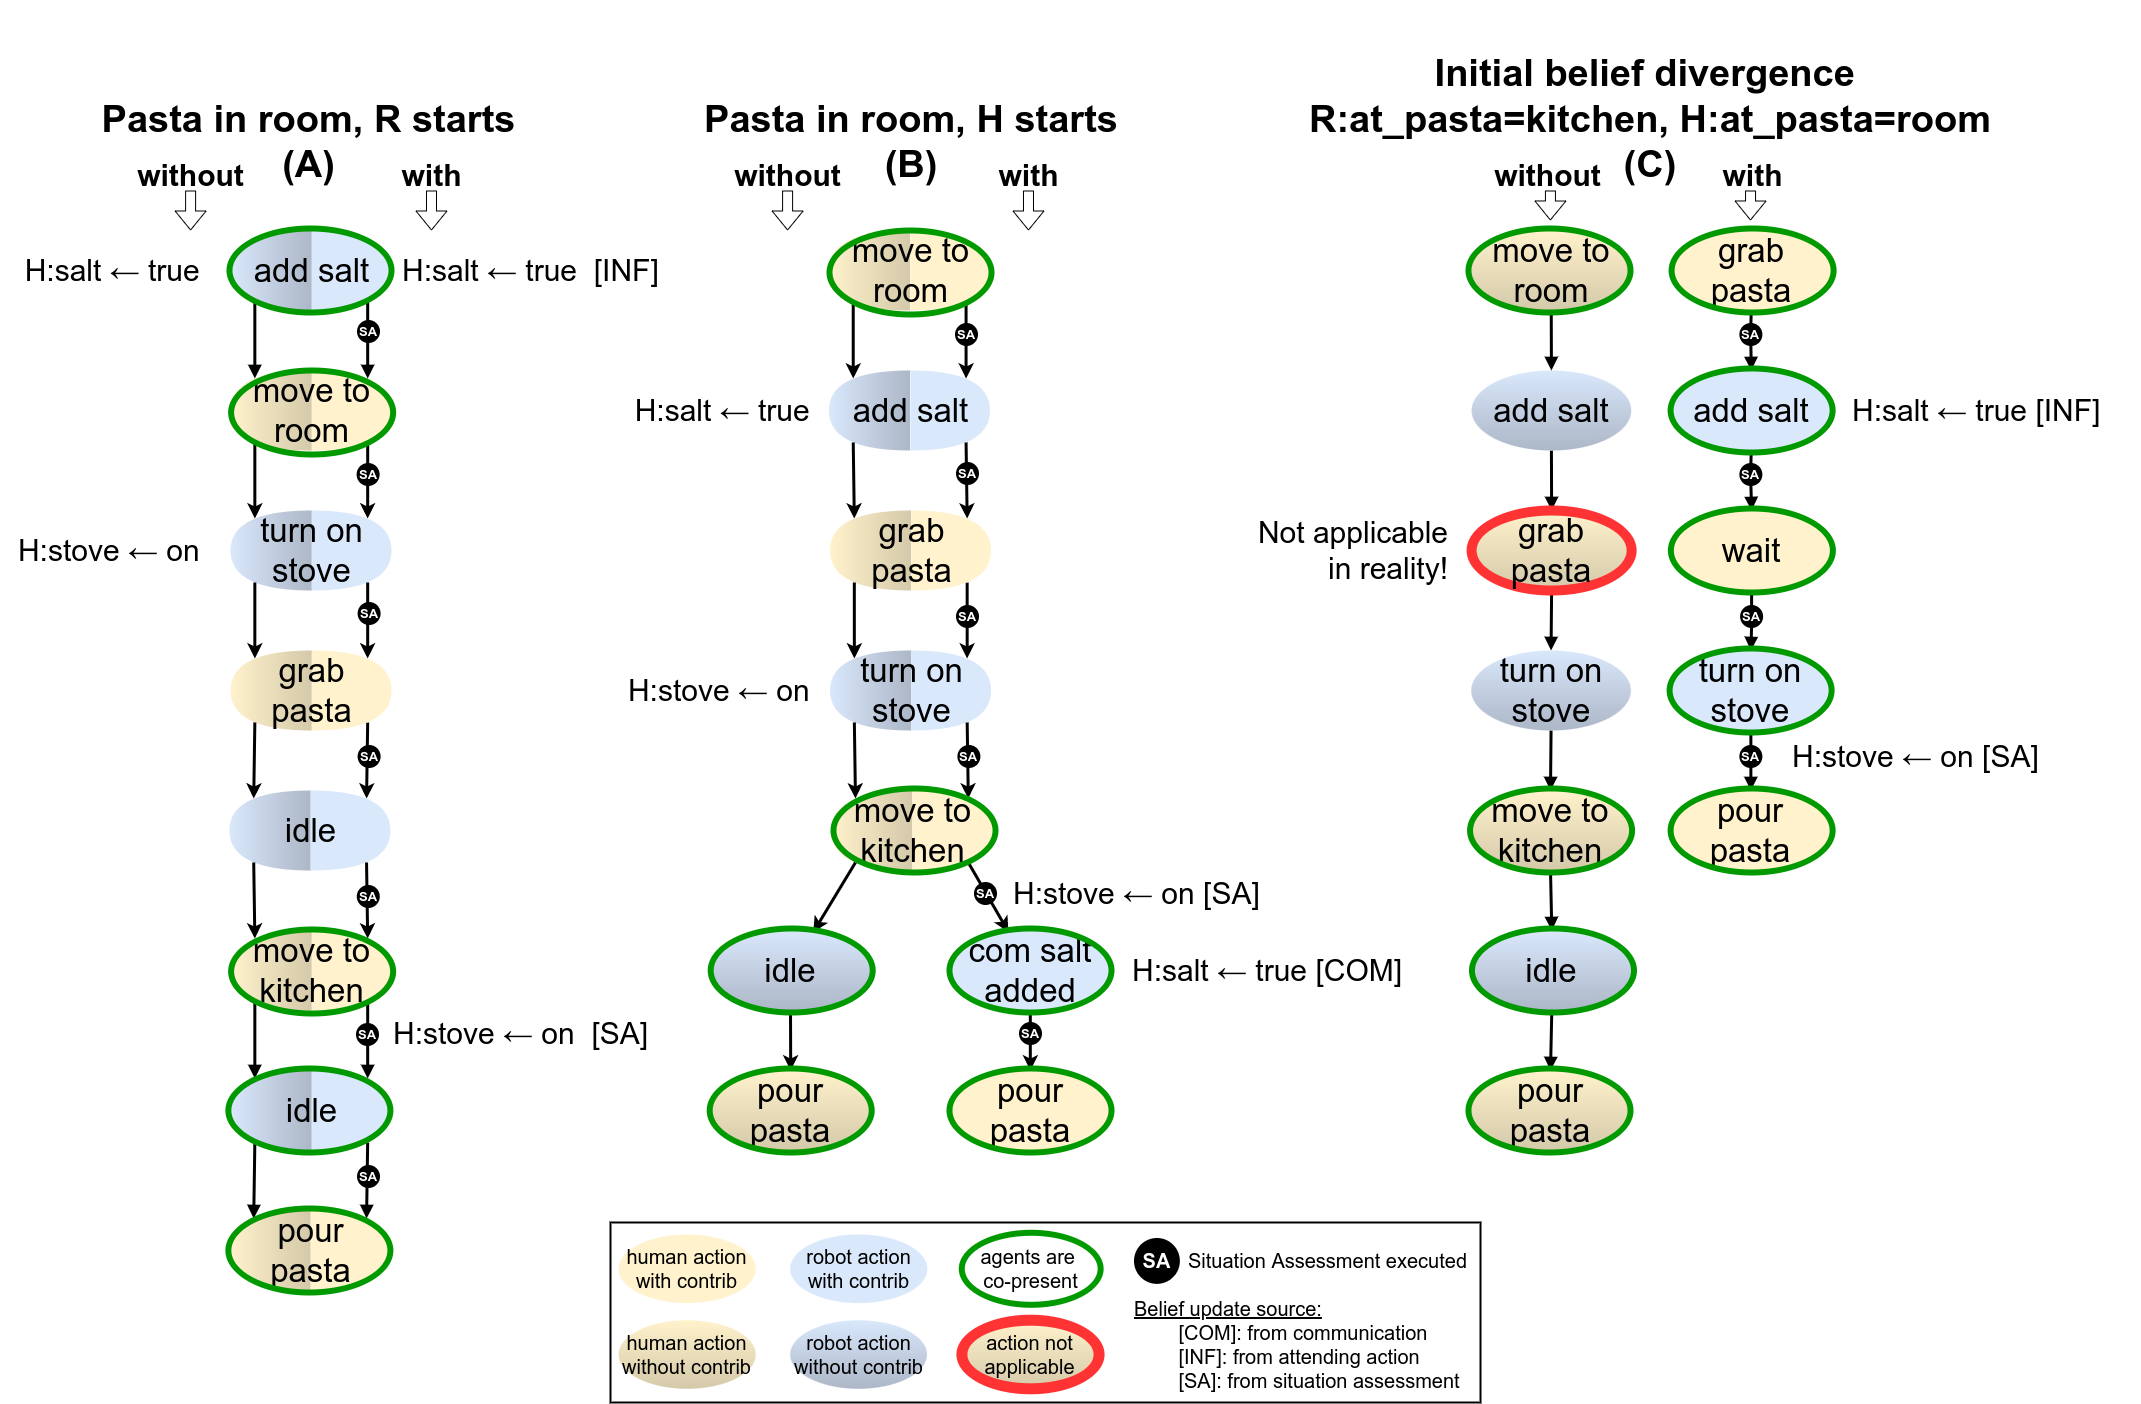 Pasta in room, R starts
(A)
without
with
H:salt ← true
add salt
H:salt ← true [INF]
SA
move to
room
SA
H:stove ← on
turn on
stove
SA
grab
pasta
SA
idle
SA
move to
kitchen
SA
H:stove ← on [SA]
idle
SA
pour
pasta
Pasta in room, H starts
(B)
without
with
move to
room
SA
H:salt ← true
add salt
SA
grab
pasta
SA
H:stove ← on
turn on
stove
SA
move to
kitchen
SA
H:stove ← on [SA]
idle
com salt
added
H:salt ← true [COM]
SA
pour
pasta
pour
pasta
Initial belief divergence
R:at_pasta=kitchen, H:at_pasta=room
(C)
without
with
move to
room
add salt
Not applicable
in reality!
grab
pasta
turn on
stove
move to
kitchen
idle
pour
pasta
grab
pasta
SA
add salt
H:salt ← true [INF]
SA
wait
SA
turn on
stove
SA
H:stove ← on [SA]
pour
pasta
human action
with contrib
robot action
with contrib
agents are
co-present
SA
Situation Assessment executed
human action
without contrib
robot action
without contrib
action not
applicable
Belief update source:
[COM]: from communication
[INF]: from attending action
[SA]: from situation assessment